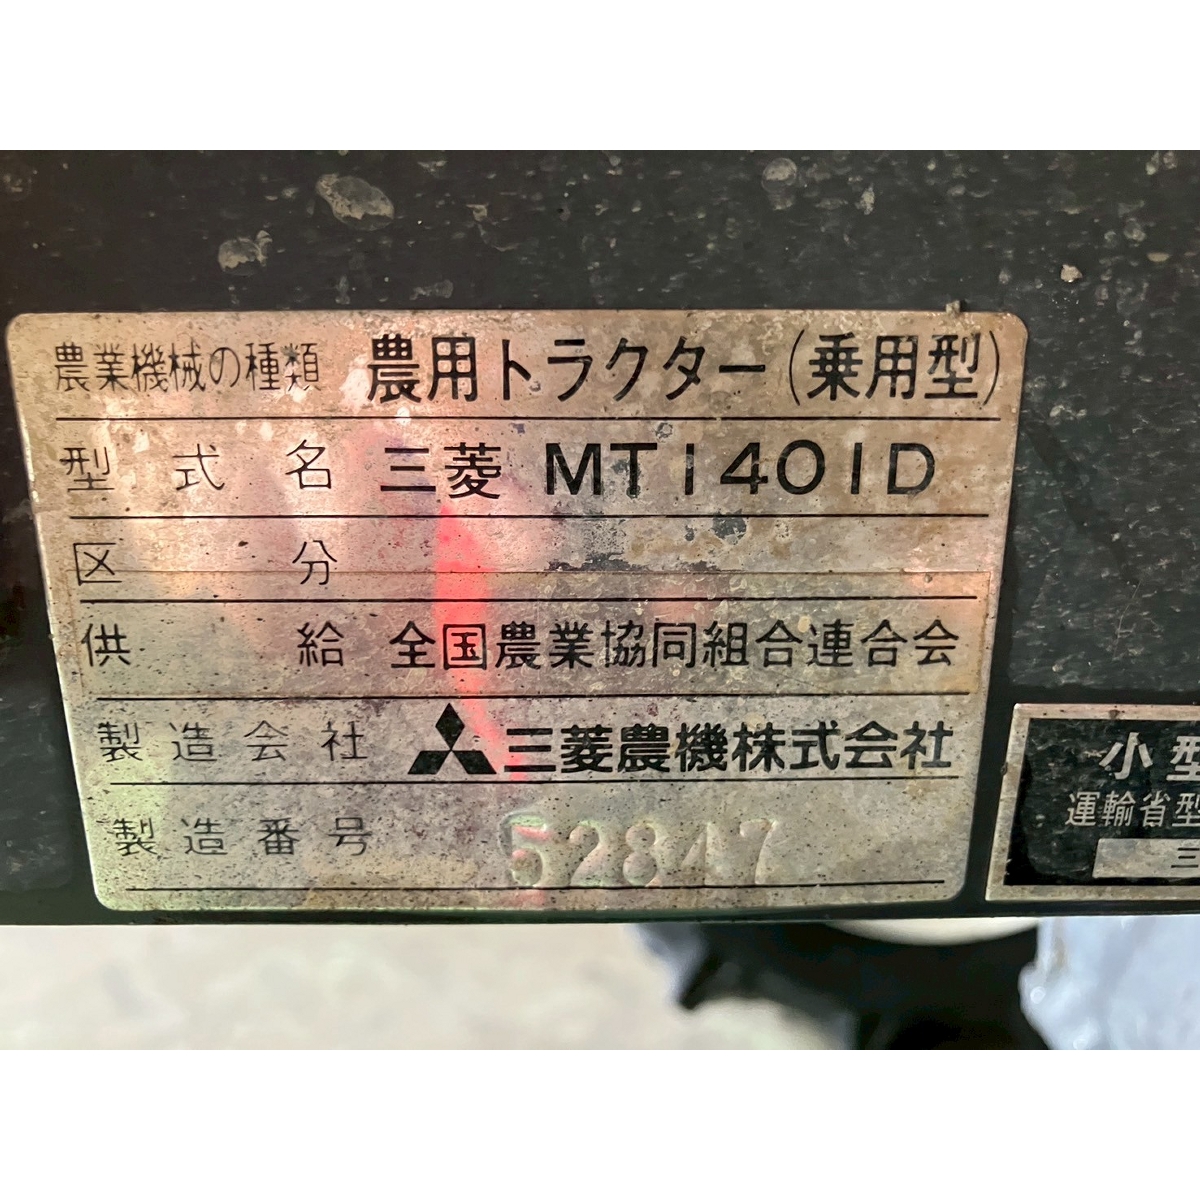 農業機械の種類 農用トラクター(乗用型)
型式名 三菱 MT1401D
区分
供給 全国農業協同組合連合会
製造会社 三菱農機株式会社
製造番号 52847
小型
運輸省型
三